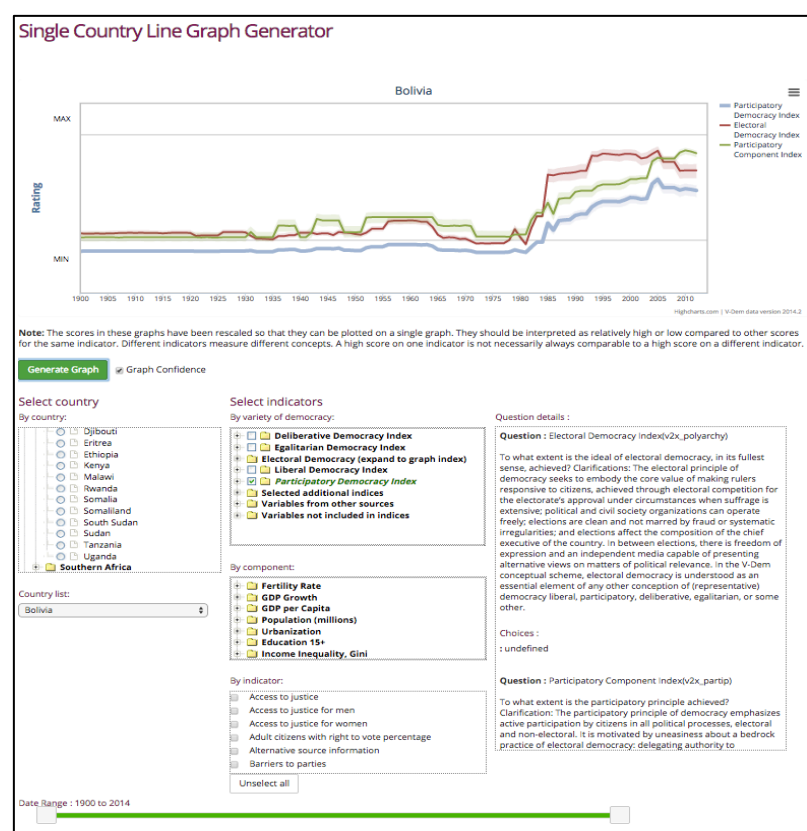 Single Country Line Graph Generator
Bolivia
MAX
Rating
MIN
Participatory
Democracy Index
Electoral
Democracy Index
Participatory
Component Index
1900 1905 1910 1915 1920 1925 1930 1935 1940 1945 1950 1955 1960 1965 1970 1975 1980 1985 1990 1995 2000 2005 2010
Highcharts.com | V-Dem data version 2014.2
Note: The scores in these graphs have been rescaled so that they can be plotted on a single graph. They should be interpreted as relatively high or low compared to other scores
for the same indicator. Different indicators measure different concepts. A high score on one indicator is not necessarily always comparable to a high score on a different indicator.
Generate Graph
Graph Confidence
Select country
By country:
Djibouti
Eritrea
Ethiopia
Kenya
Malawi
Rwanda
Somalia
Somaliland
South Sudan
Sudan
Tanzania
Uganda
Southern Africa
Country list:
Bolivia
Select indicators
By variety of democracy:
Deliberative Democracy Index
Egalitarian Democracy Index
Electoral Democracy (expand to graph index)
Liberal Democracy Index
Participatory Democracy Index
Selected additional indices
Variables from other sources
Variables not included in indices
By component:
Fertility Rate
GDP Growth
GDP per Capita
Population (millions)
Urbanization
Education 15+
Income Inequality, Gini
By indicator:
Access to justice
Access to justice for men
Access to justice for women
Adult citizens with right to vote percentage
Alternative source information
Barriers to parties
Unselect all
Question details :
Question : Electoral Democracy Index(v2x_polyarchy)
To what extent is the ideal of electoral democracy, in its fullest
sense, achieved? Clarifications: The electoral principle of
democracy seeks to embody the core value of making rulers
responsive to citizens, achieved through electoral competition for
the electorate's approval under circumstances when suffrage is
extensive; political and civil society organizations can operate
freely; elections are clean and not marred by fraud or systematic
irregularities; and elections affect the composition of the chief
executive of the country. In between elections, there is freedom of
expression and an independent media capable of presenting
alternative views on matters of political relevance. In the V-Dem
conceptual scheme, electoral democracy is understood as an
essential element of any other conception of (representative)
democracy liberal, participatory, deliberative, egalitarian, or some
other.
Choices :
: undefined
Question : Participatory Component Index(v2x_partip)
To what extent is the participatory principle achieved?
Clarification: The participatory principle of democracy emphasizes
active participation by citizens in all political processes, electoral
and non-electoral. It is motivated by uneasiness about a bedrock
practice of electoral democracy: delegating authority to
Date Range : 1900 to 2014